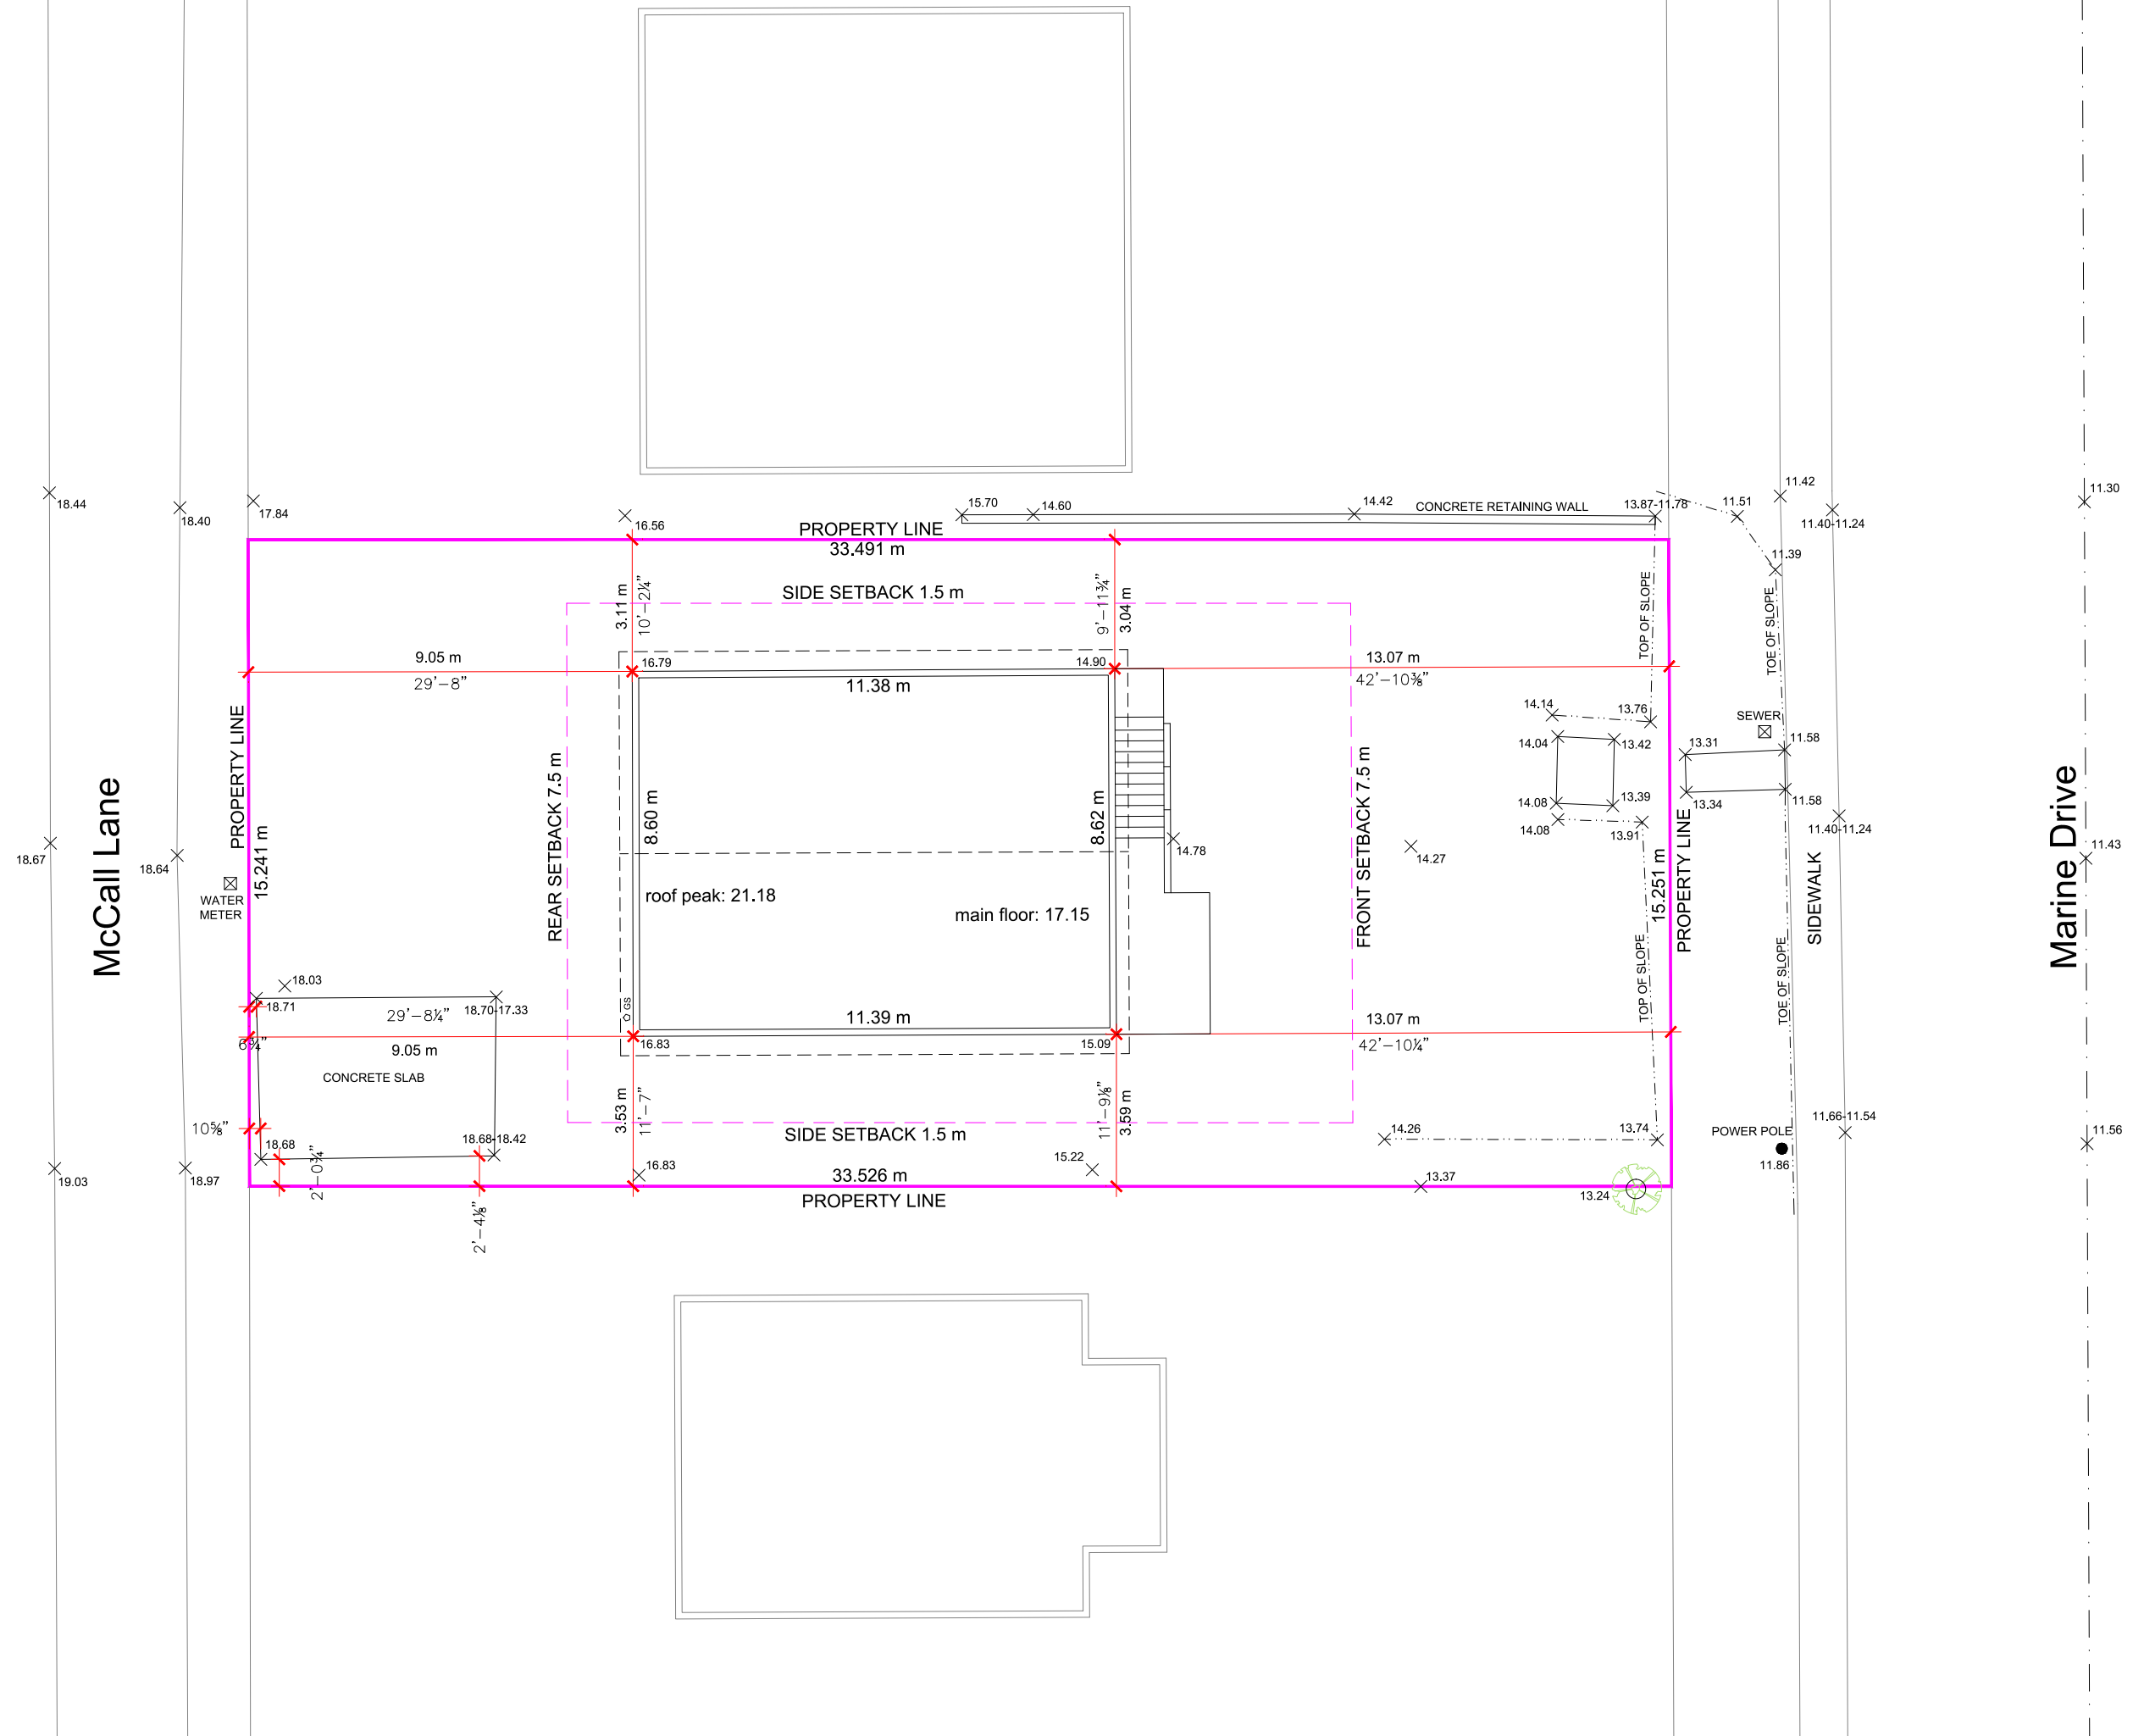 18.44
18.40
17.84
16.56
PROPERTY LINE
33.491 m
15.70
14.60
14.42
CONCRETE RETAINING WALL
13.87-11.78
11.51
11.42
11.40-11.24
11.30
11.39
SIDE SETBACK 1.5 m
3.11 m
10'-2¼"
9'-11¾"
3.04 m
TOP OF SLOPE
TOE OF SLOPE
9.05 m
29'-8"
16.79
14.90
11.38 m
13.07 m
42'-10⅜"
14.14
13.76
SEWER
14.04
13.42
13.31
11.58
14.08
13.39
13.34
11.58
14.08
13.91
11.40-11.24
11.43
PROPERTY LINE
15.241 m
REAR SETBACK 7.5 m
8.60 m
8.62 m
14.78
FRONT SETBACK 7.5 m
14.27
15.251 m
PROPERTY LINE
SIDEWALK
Marine Drive
McCall Lane
18.67
18.64
WATER
METER
roof peak: 21.18
main floor: 17.15
18.03
18.71
29'-8¼"
18.70-17.33
GS
11.39 m
13.07 m
TOP OF SLOPE
TOE OF SLOPE
9.05 m
16.83
15.09
42'-10¼"
CONCRETE SLAB
10⅝"
18.68
18.68-18.42
2'-0¾"
3.53 m
11'-7"
11'-9⅛"
3.59 m
SIDE SETBACK 1.5 m
14.26
13.74
POWER POLE
11.66-11.54
11.56
11.86
19.03
18.97
16.83
15.22
33.526 m
PROPERTY LINE
13.37
13.24
2'-4⅛"